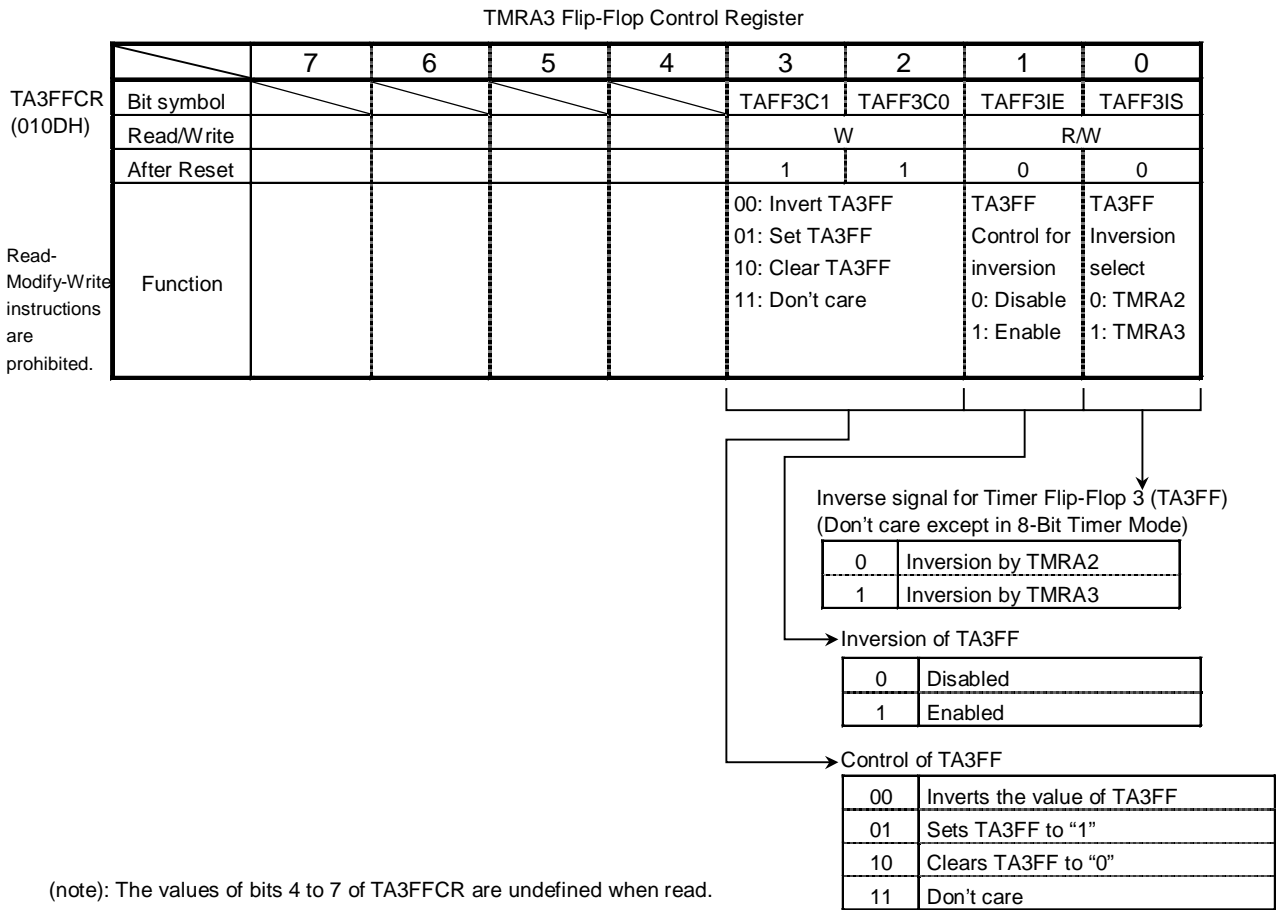 TMRA3 Flip-Flop Control Register
7 6 5 4 3 2 1 0
TA3FFCR
(010DH)
Bit symbol TAFF3C1 TAFF3C0 TAFF3IE TAFF3IS
Read/Write W R/W
After Reset 1 1 0 0
Read-
Modify-Write
instructions
are
prohibited.
Function
00: Invert TA3FF
01: Set TA3FF
10: Clear TA3FF
11: Don't care
TA3FF
Control for
inversion
0: Disable
1: Enable
TA3FF
Inversion
select
0: TMRA2
1: TMRA3
Inverse signal for Timer Flip-Flop 3 (TA3FF)
(Don't care except in 8-Bit Timer Mode)
0 Inversion by TMRA2
1 Inversion by TMRA3
Inversion of TA3FF
0 Disabled
1 Enabled
Control of TA3FF
00 Inverts the value of TA3FF
01 Sets TA3FF to “1”
10 Clears TA3FF to “0”
11 Don't care
(note): The values of bits 4 to 7 of TA3FFCR are undefined when read.